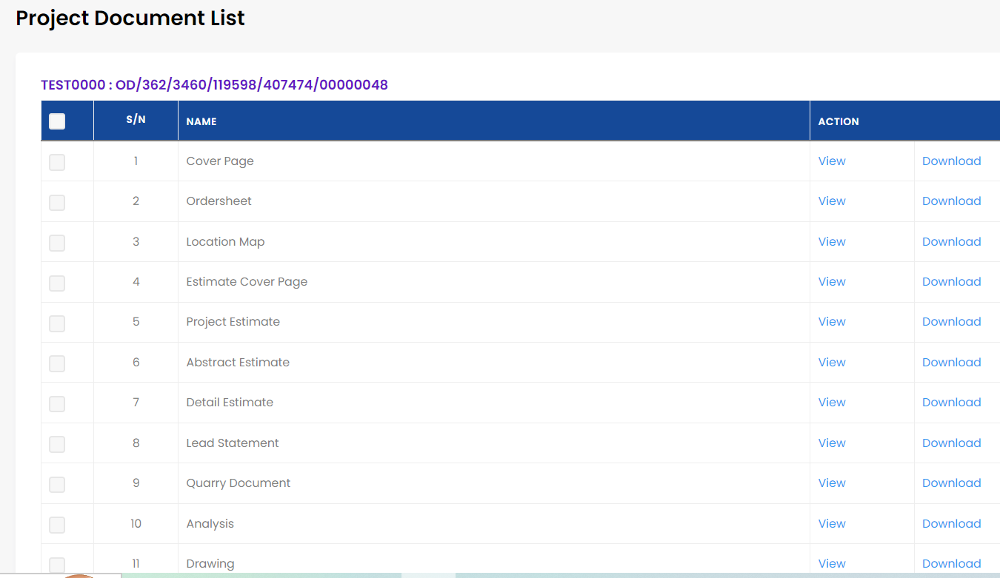 Project Document List
TEST0000 : OD/362/3460/119598/407474/00000048
S/N NAME ACTION
1 Cover Page View Download
2 Ordersheet View Download
3 Location Map View Download
4 Estimate Cover Page View Download
5 Project Estimate View Download
6 Abstract Estimate View Download
7 Detail Estimate View Download
8 Lead Statement View Download
9 Quarry Document View Download
10 Analysis View Download
11 Drawing View Download